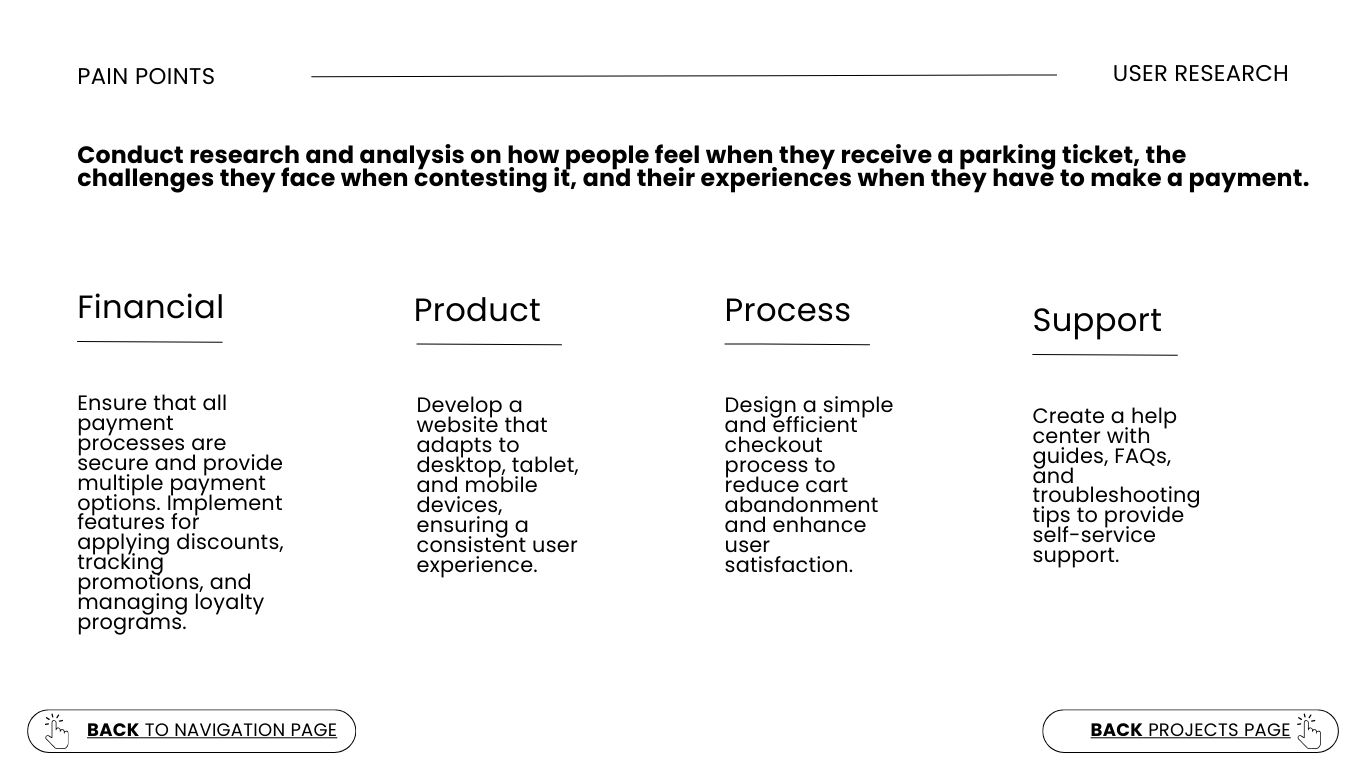 PAIN POINTS
USER RESEARCH
Conduct research and analysis on how people feel when they receive a parking ticket, the
challenges they face when contesting it, and their experiences when they have to make a payment.
Financial
Ensure that all
payment
processes are
secure and provide
multiple payment
options. Implement
features for
applying discounts,
tracking
promotions, and
managing loyalty
programs.
Product
Develop a
website that
adapts to
desktop, tablet,
and mobile
devices,
ensuring a
consistent user
experience.
Process
Design a simple
and efficient
checkout
process to
reduce cart
abandonment
and enhance
user
satisfaction.
Support
Create a help
center with
guides, FAQs,
and
troubleshooting
tips to provide
self-service
support.
BACK TO NAVIGATION PAGE
BACK PROJECTS PAGE